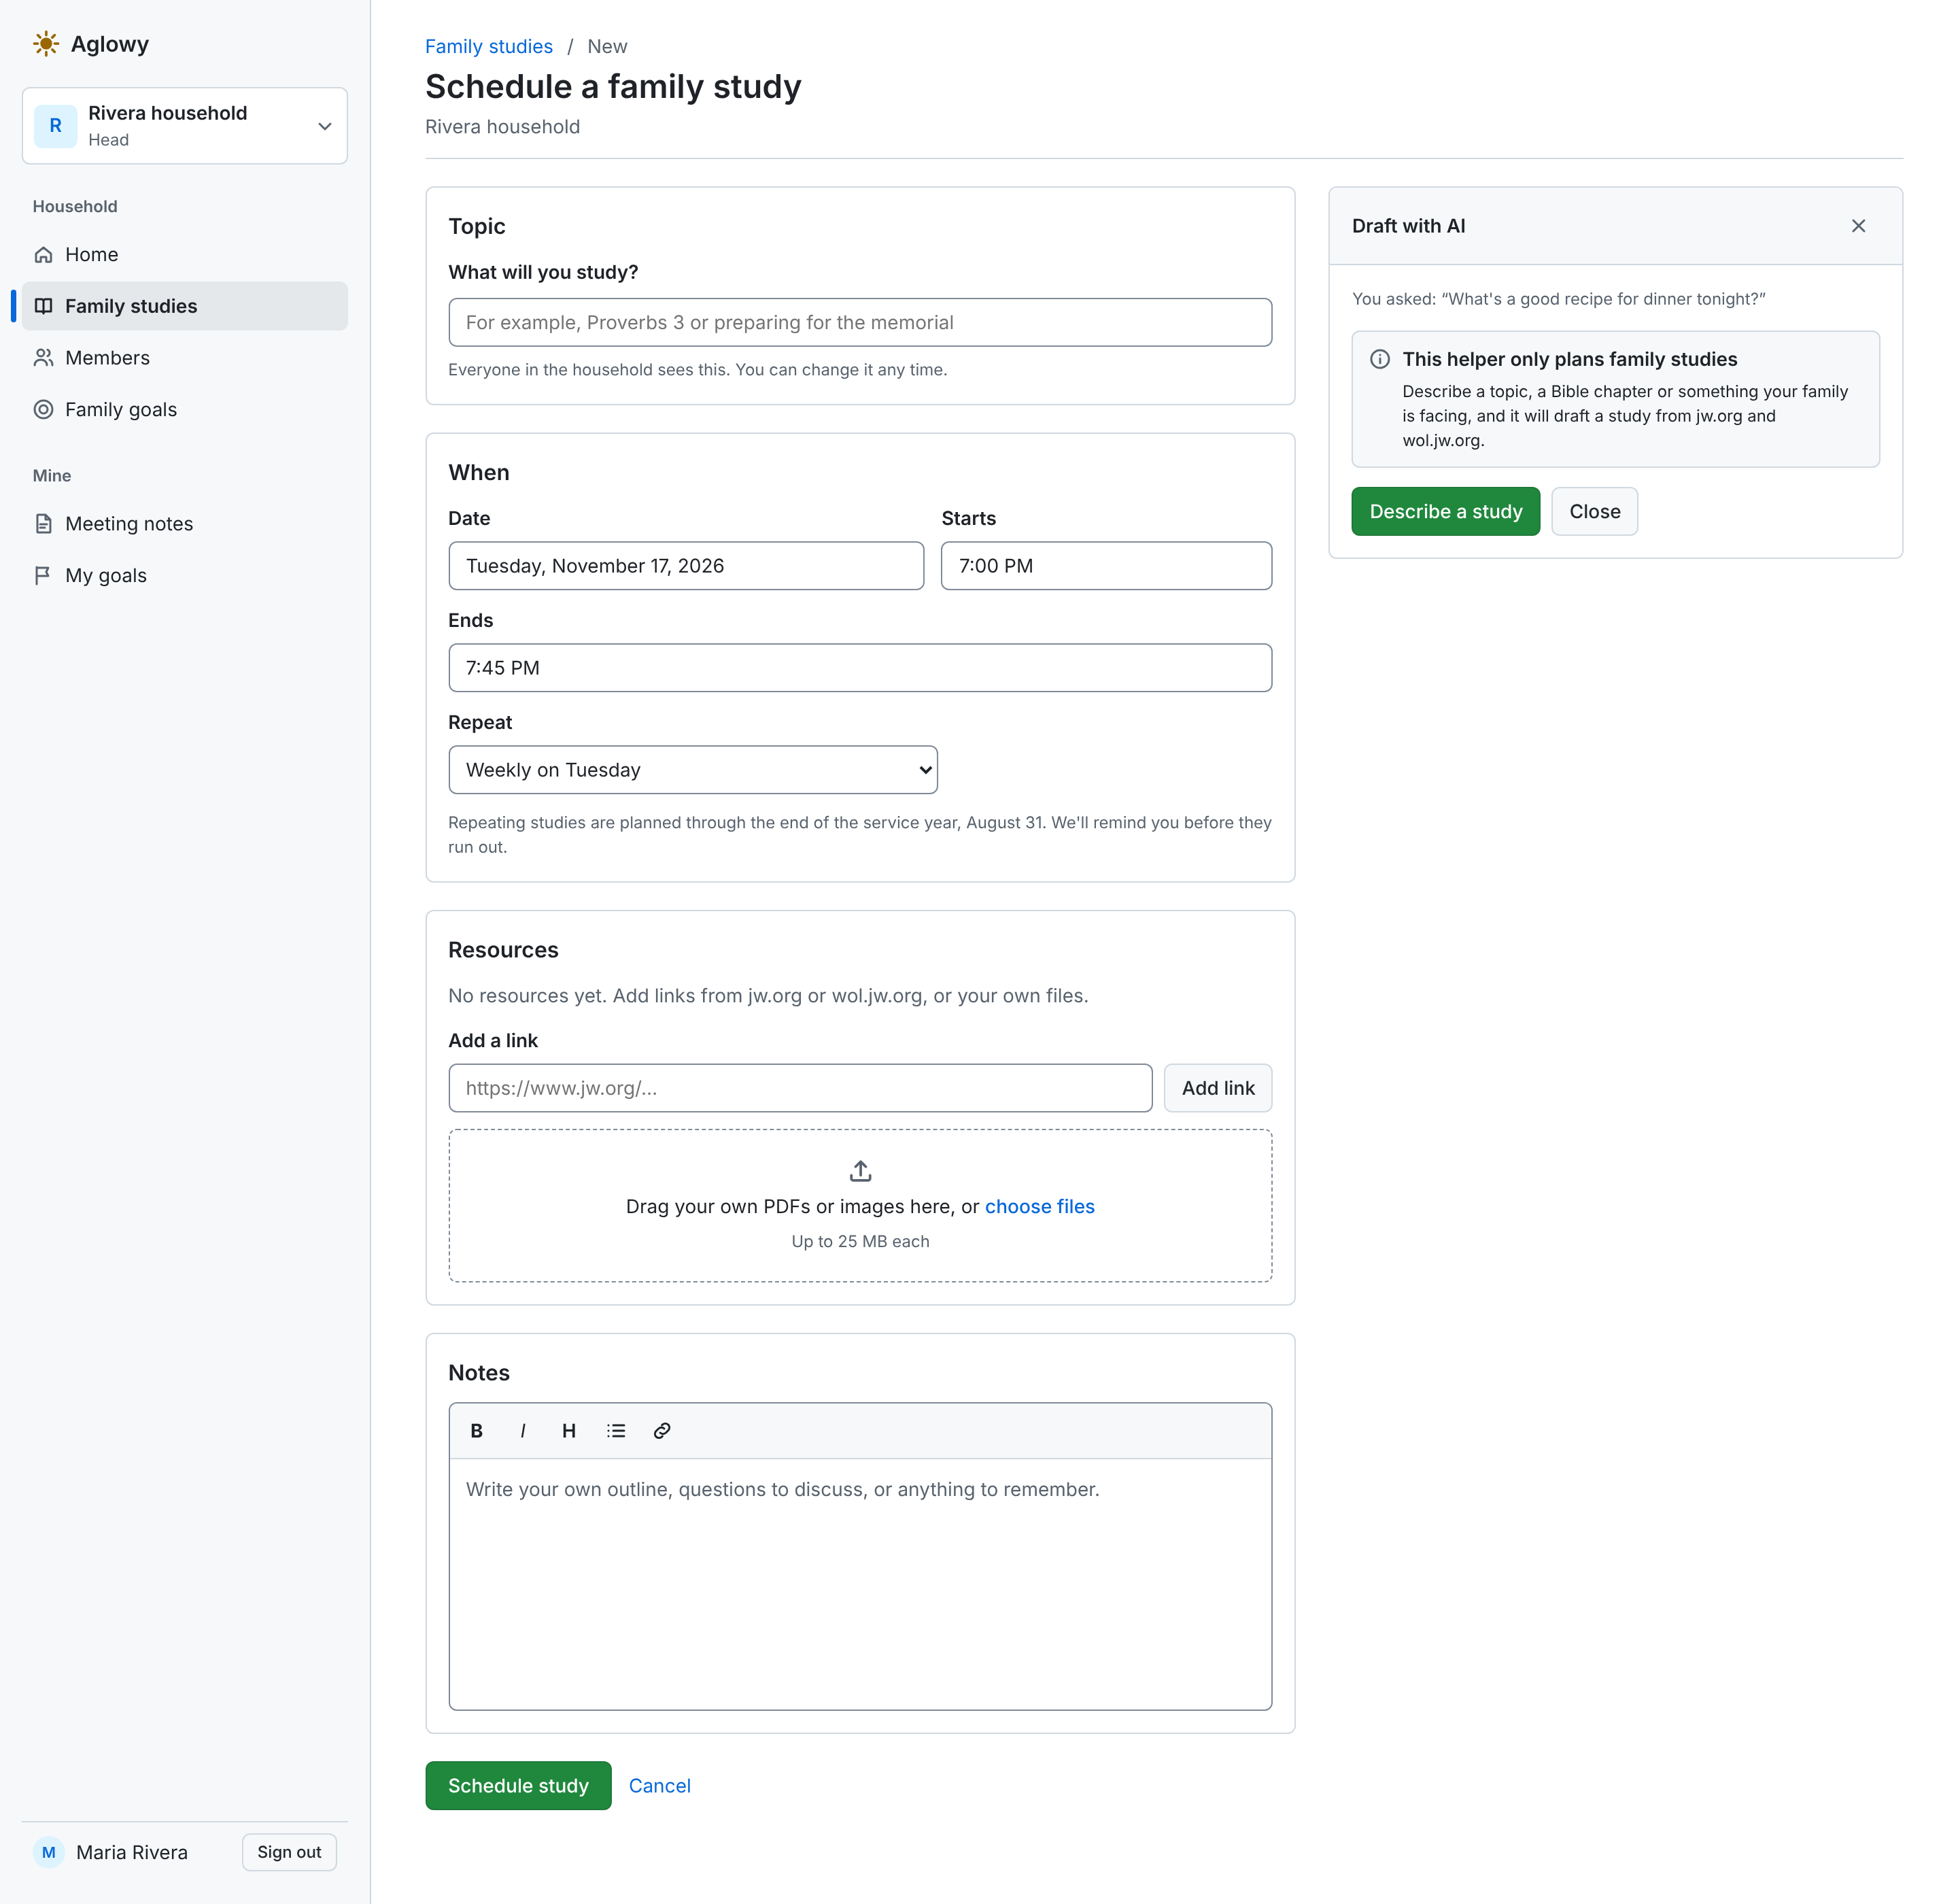 Aglowy
R
Rivera household
Head
Household
Home
Family studies
Members
Family goals
Mine
Meeting notes
My goals
M
Maria Rivera
Sign out
Family studies / New
Schedule a family study
Rivera household
Topic
What will you study?
For example, Proverbs 3 or preparing for the memorial
Everyone in the household sees this. You can change it any time.
When
Date
Starts
Tuesday, November 17, 2026
7:00 PM
Ends
7:45 PM
Repeat
Weekly on Tuesday
Repeating studies are planned through the end of the service year, August 31. We'll remind you before they
run out.
Resources
No resources yet. Add links from jw.org or wol.jw.org, or your own files.
Add a link
https://www.jw.org/...
Add link
Drag your own PDFs or images here, or choose files
Up to 25 MB each
Notes
B I H
Write your own outline, questions to discuss, or anything to remember.
Schedule study
Cancel
Draft with AI
You asked: “What's a good recipe for dinner tonight?”
This helper only plans family studies
Describe a topic, a Bible chapter or something your family
is facing, and it will draft a study from jw.org and
wol.jw.org.
Describe a study
Close